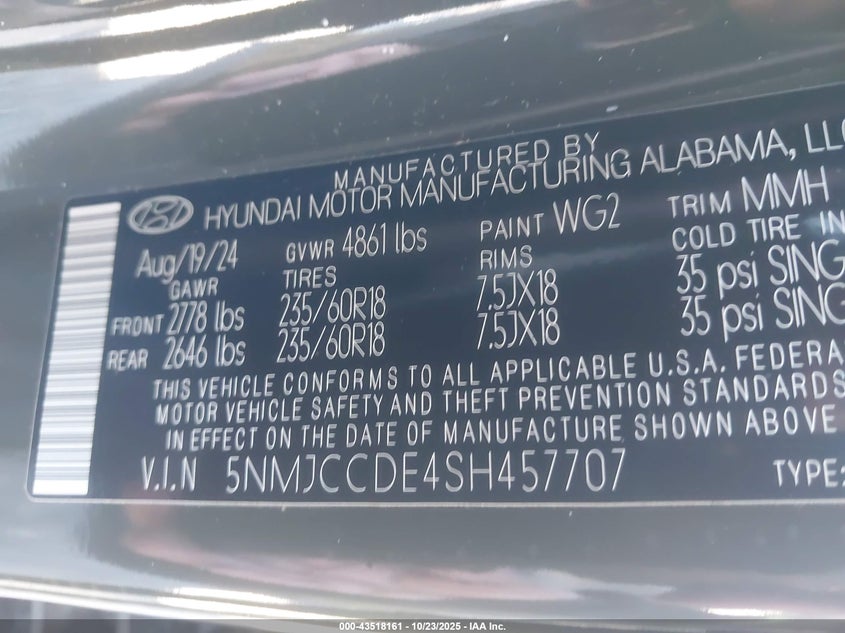 MANUFACTURED BY
HYUNDAI MOTOR MANUFACTURING ALABAMA, LLC
Aug/19/24 GVWR 4861 lbs PAINT WG2 TRIM MMH
GAWR TIRES RIMS COLD TIRE IN
FRONT 2778 lbs 235/60R18 7.5JX18 35 psi SING
REAR 2646 lbs 235/60R18 7.5JX18 35 psi SING
THIS VEHICLE CONFORMS TO ALL APPLICABLE U.S.A. FEDERA
MOTOR VEHICLE SAFETY AND THEFT PREVENTION STANDARDS
IN EFFECT ON THE DATE OF MANUFACTURE SHOWN ABOVE
V.I.N 5NMJCCDE4SH457707 TYPE:
000-43518161 - 10/23/2025 - IAA Inc.